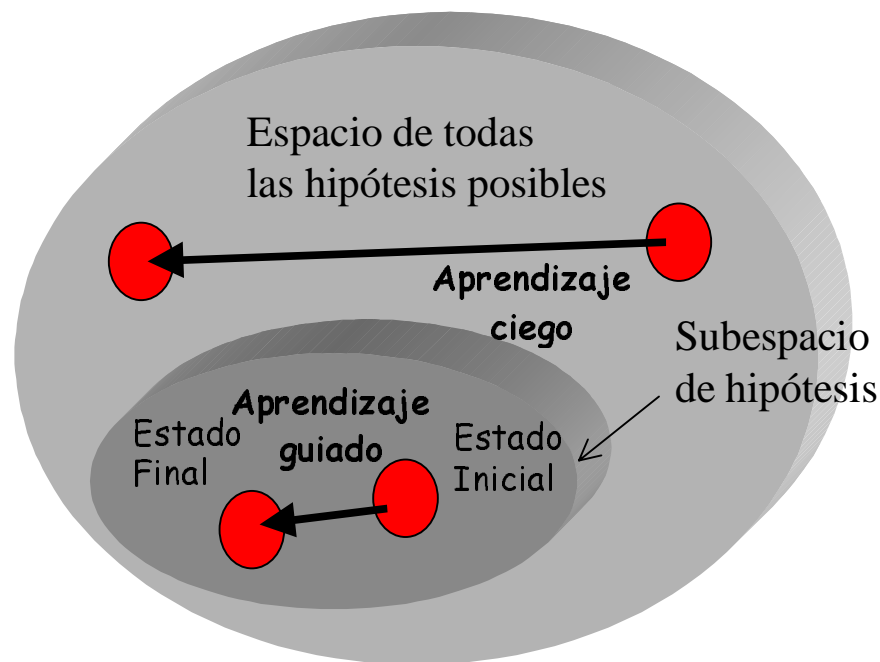 Espacio de todas
las hipótesis posibles
Aprendizaje
ciego
Subespacio
de hipótesis
Aprendizaje
guiado
Estado
Final
Estado
Inicial